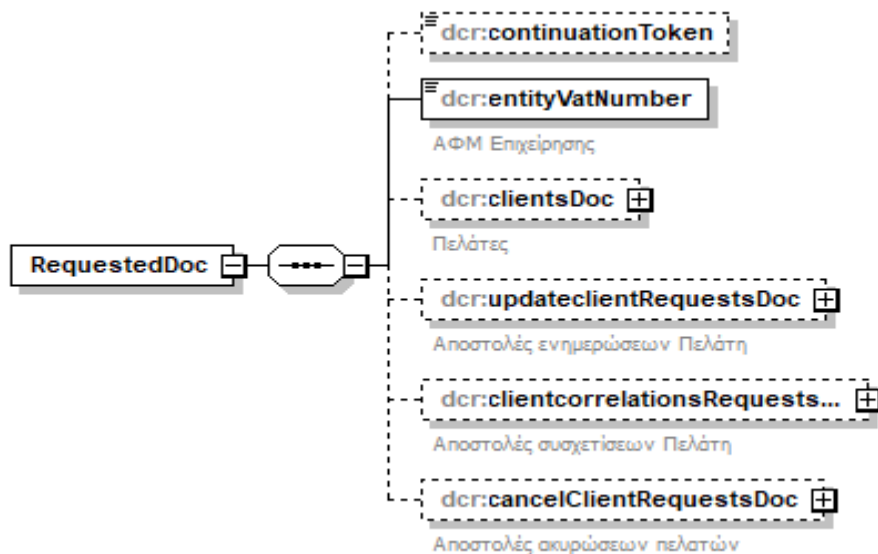 dcr:continuationToken
dcr:entityVatNumber
ΑΦΜ Επιχείρησης
dcr:clientsDoc
Πελάτες
RequestedDoc
dcr:updateclientRequestsDoc
Αποστολές ενημερώσεων Πελάτη
dcr:clientcorrelationsRequests...
Αποστολές συσχετίσεων Πελάτη
dcr:cancelClientRequestsDoc
Αποστολές ακυρώσεων πελατών